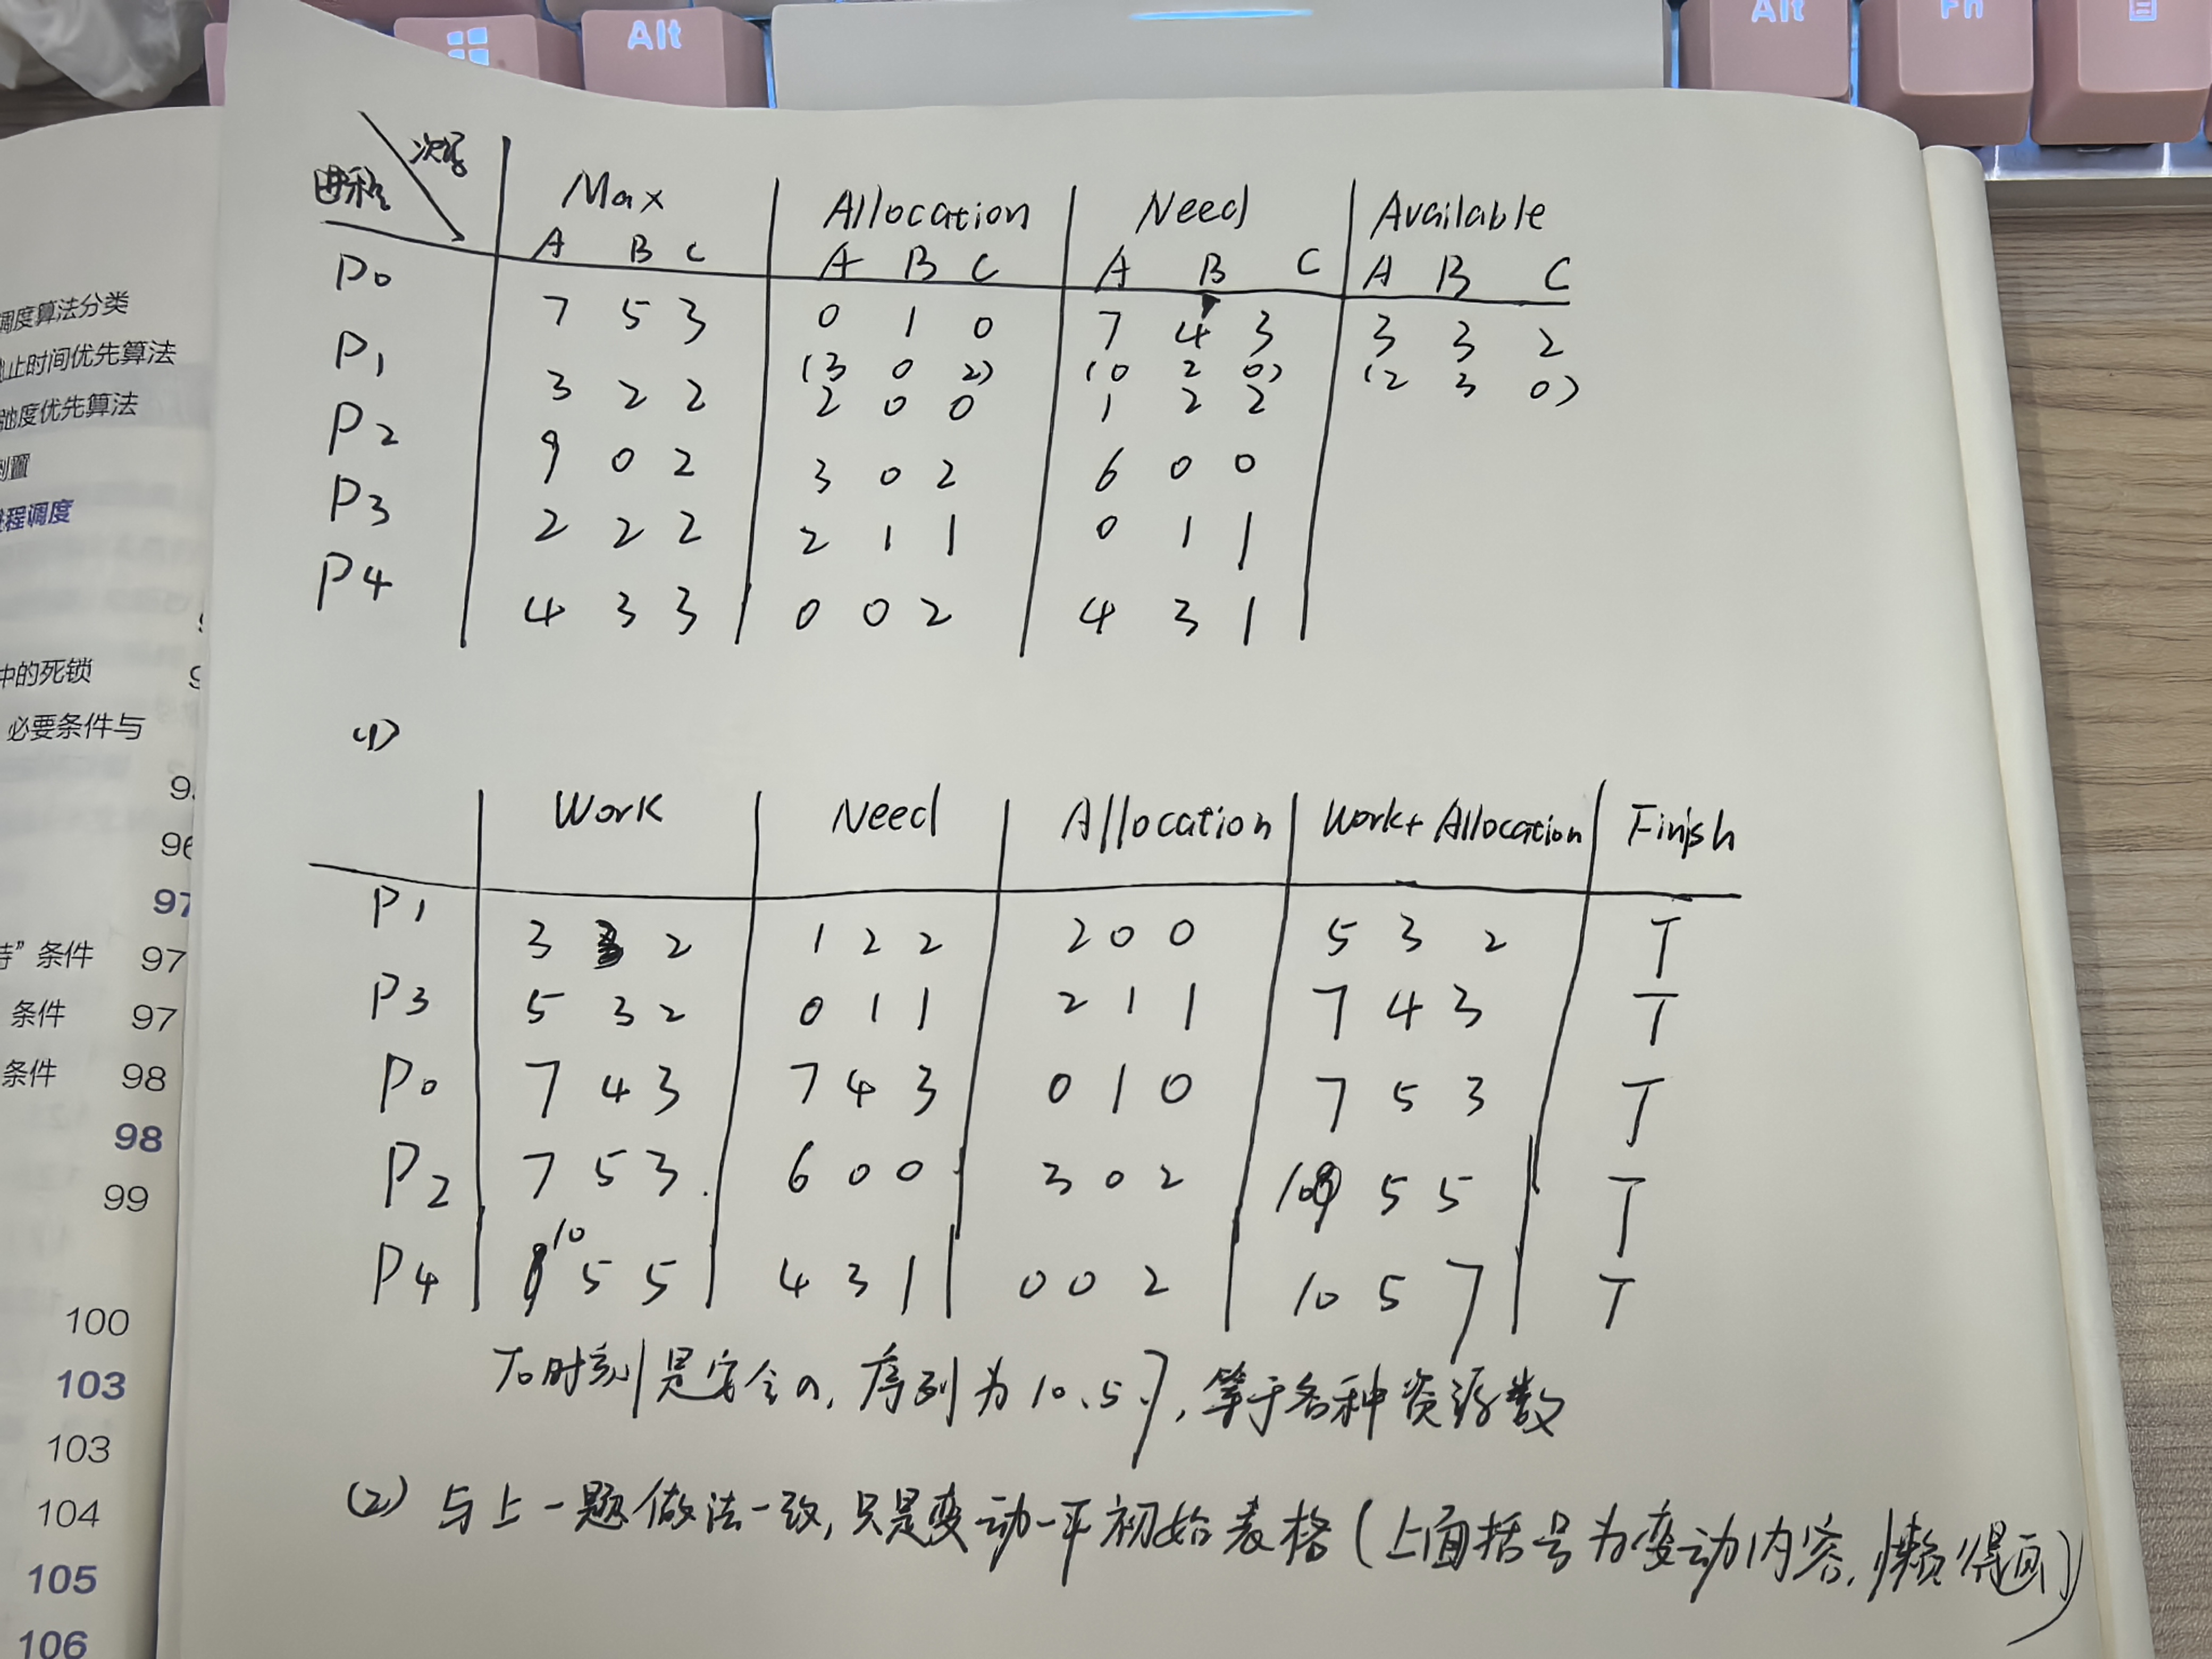 Alt
Alt
Fn
资源
进程
Max
Allocation
Need
Available
A B C
A B C
A B C
A B C
P0
7 5 3
0 1 0
7 4 3
3 3 2
P1
(3 0 2)
(0 2 0)
(2 3 0)
3 2 2
2 0 0
1 2 2
P2
9 0 2
3 0 2
6 0 0
P3
2 2 2
2 1 1
0 1 1
P4
4 3 3
0 0 2
4 3 1
(1)
Work Need Allocation Work+Allocation Finish
P1 3 3 2 1 2 2 2 0 0 5 3 2 T
P3 5 3 2 0 1 1 2 1 1 7 4 3 T
P0 7 4 3 7 4 3 0 1 0 7 5 3 T
P2 7 5 3 6 0 0 3 0 2 10 5 5 T
P4 10 5 5 4 3 1 0 0 2 10 5 7 T
T0时刻是安全的,序列为10、5、7,等于各种资源数
(2) 与上一题做法一致,只是变动一下初始表格(上面括号为变动内容,懒得画)
调度算法分类
止时间优先算法
弛度优先算法
倒置
程调度
中的死锁
必要条件与
96
97
条件 97
条件 97
条件 98
98
99
100
103
103
104
105
106